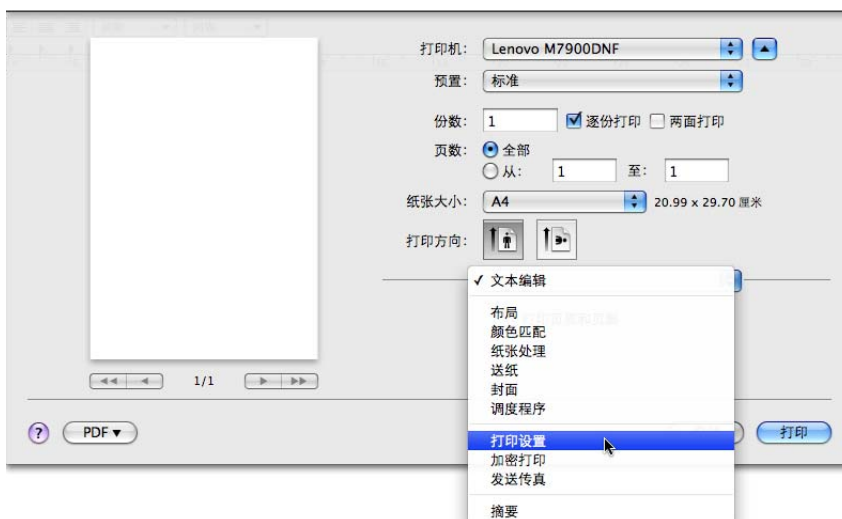 打印机: Lenovo M7900DNF
预置: 标准
份数: 1 逐份打印 两面打印
页数: 全部
从: 1 至: 1
纸张大小: A4 20.99 x 29.70 厘米
打印方向:
✓ 文本编辑
布局
颜色匹配
纸张处理
送纸
封面
调度程序
打印设置
加密打印
发送传真
摘要
1/1
? PDF▼ 打印